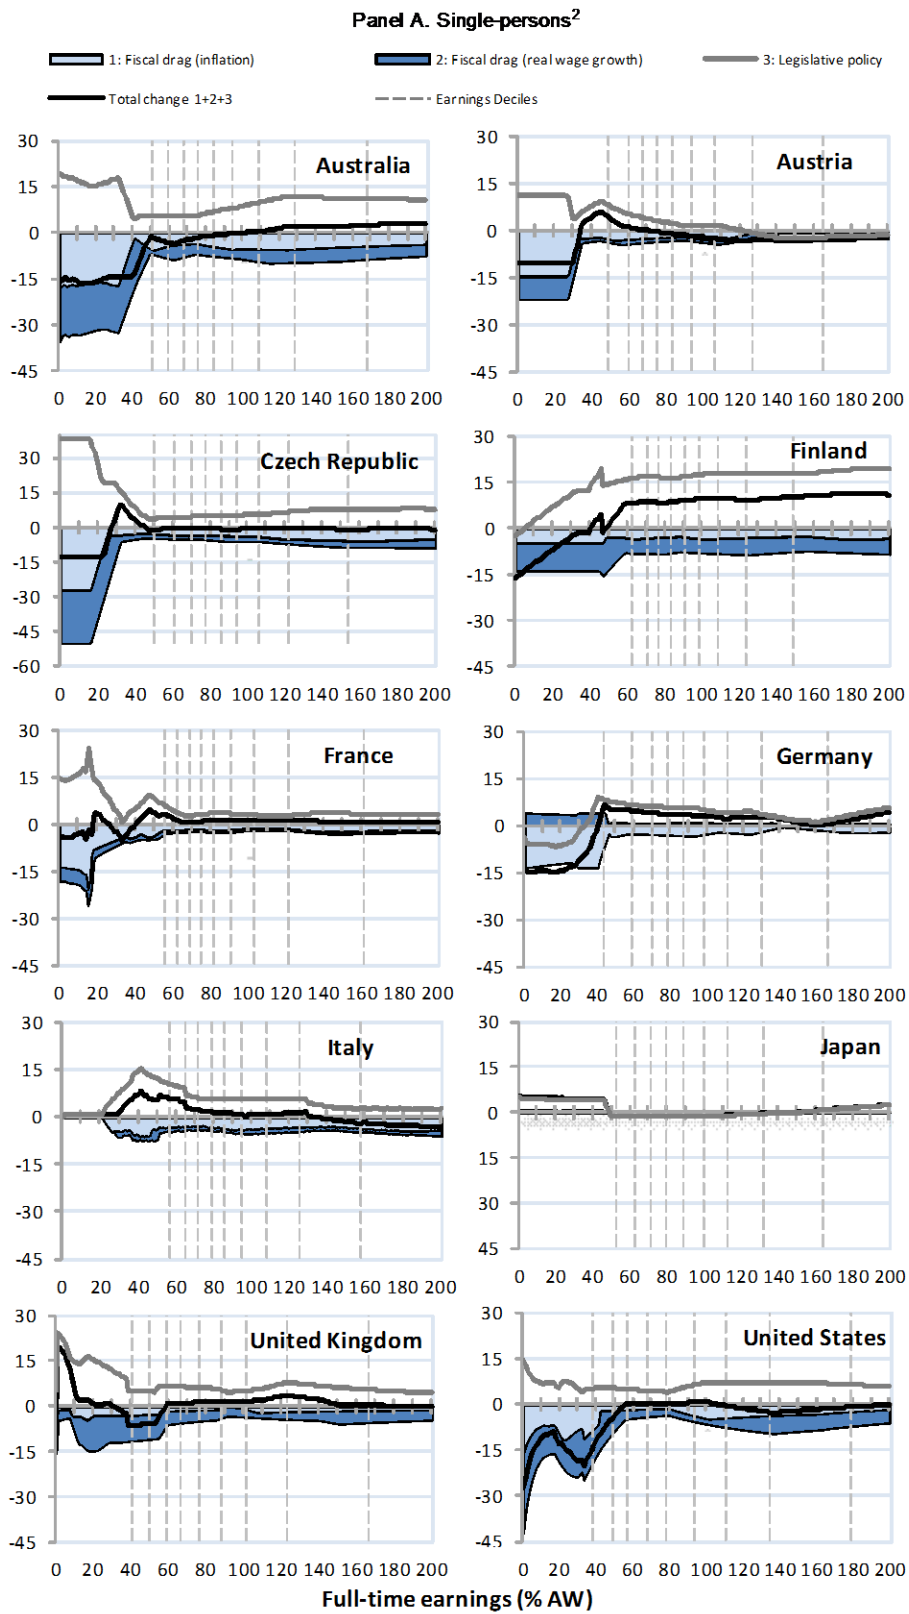 Panel A. Single-persons²
1: Fiscal drag (inflation) 2: Fiscal drag (real wage growth) 3: Legislative policy
Total change 1+2+3 Earnings Deciles
Australia
30
15
0
-15
-30
-45
0 20 40 60 80 100 120 140 160 180 200
Austria
30
15
0
-15
-30
-45
0 20 40 60 80 100 120 140 160 180 200
Czech Republic
30
15
0
-15
-30
-45
-60
0 20 40 60 80 100 120 140 160 180 200
Finland
30
15
0
-15
-30
-45
0 20 40 60 80 100 120 140 160 180 200
France
30
15
0
-15
-30
-45
0 20 40 60 80 100 120 140 160 180 200
Germany
30
15
0
-15
-30
-45
0 20 40 60 80 100 120 140 160 180 200
Italy
30
15
0
-15
-30
-45
0 20 40 60 80 100 120 140 160 180 200
Japan
30
15
0
15
30
45
0 20 40 60 80 100 120 140 160 180 200
United Kingdom
30
15
0
-15
-30
-45
0 20 40 60 80 100 120 140 160 180 200
United States
30
15
0
-15
-30
-45
0 20 40 60 80 100 120 140 160 180 200
Full-time earnings (% AW)